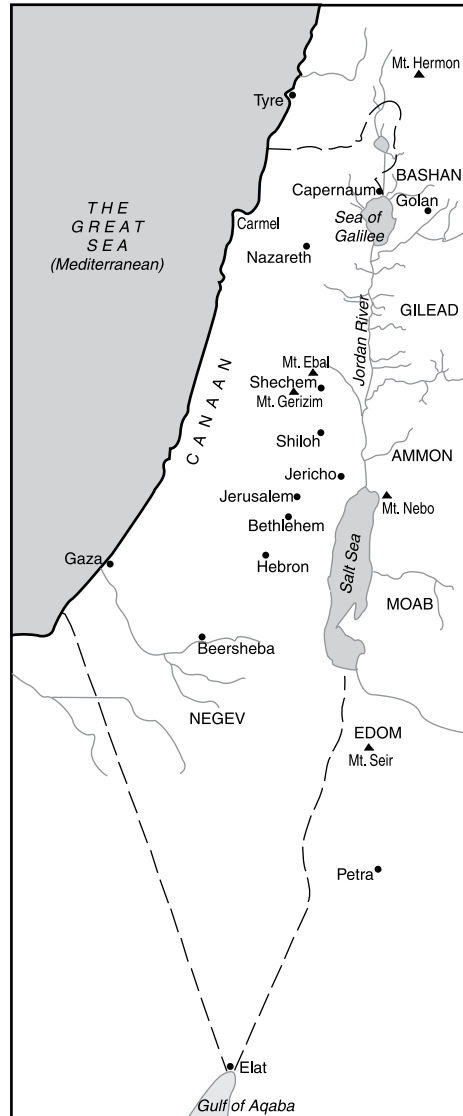 Mt. Hermon
Tyre
BASHAN
Capernaum
Golan
Sea of
Galilee
THE
GREAT
SEA
(Mediterranean)
Carmel
Nazareth
GILEAD
Jordan River
Mt. Ebal
Shechem
Mt. Gerizim
CANAAN
Shiloh
AMMON
Jericho
Jerusalem
Mt. Nebo
Bethlehem
Hebron
Salt Sea
Gaza
MOAB
Beersheba
NEGEV
EDOM
Mt. Seir
Petra
Elat
Gulf of Aqaba